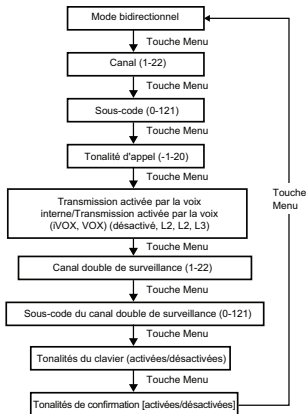 Mode bidirectionnel
Touche Menu
Canal (1-22)
Touche Menu
Sous-code (0-121)
Touche Menu
Tonalité d'appel (-1-20)
Touche Menu
Transmission activée par la voix
interne/Transmission activée par la voix
(iVOX, VOX) (désactivé, L2, L2, L3)
Touche Menu
Canal double de surveillance (1-22)
Touche Menu
Sous-code du canal double de surveillance (0-121)
Touche Menu
Tonalités du clavier (activées/désactivées)
Touche Menu
Tonalités de confirmation [activées/désactivées]
Touche
Menu